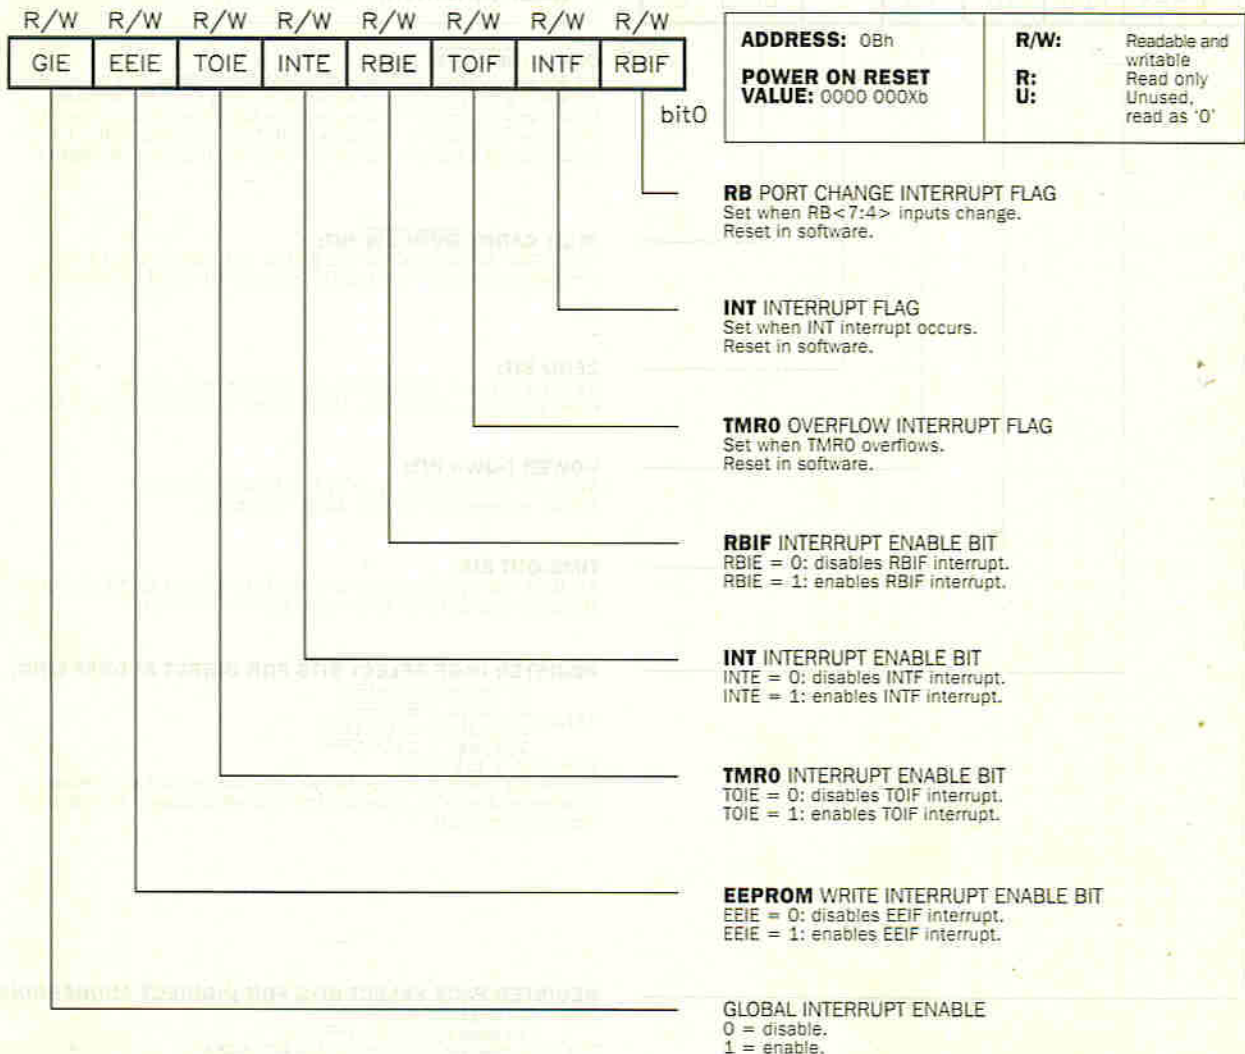 R/W R/W R/W R/W R/W R/W R/W R/W
GIE EEIE TOIE INTE RBIE TOIF INTF RBIF
bit0
ADDRESS: 0Bh
POWER ON RESET
VALUE: 0000 000Xb
R/W: Readable and
writable
R: Read only
U: Unused,
read as '0'
RB PORT CHANGE INTERRUPT FLAG
Set when RB<7:4> inputs change.
Reset in software.
INT INTERRUPT FLAG
Set when INT interrupt occurs.
Reset in software.
TMR0 OVERFLOW INTERRUPT FLAG
Set when TMR0 overflows.
Reset in software.
RBIF INTERRUPT ENABLE BIT
RBIE = 0: disables RBIF interrupt.
RBIE = 1: enables RBIF interrupt.
INT INTERRUPT ENABLE BIT
INTE = 0: disables INTF interrupt.
INTE = 1: enables INTF interrupt.
TMR0 INTERRUPT ENABLE BIT
TOIE = 0: disables TOIF interrupt.
TOIE = 1: enables TOIF interrupt.
EEPROM WRITE INTERRUPT ENABLE BIT
EEIE = 0: disables EEIF interrupt.
EEIE = 1: enables EEIF interrupt.
GLOBAL INTERRUPT ENABLE
0 = disable.
1 = enable.